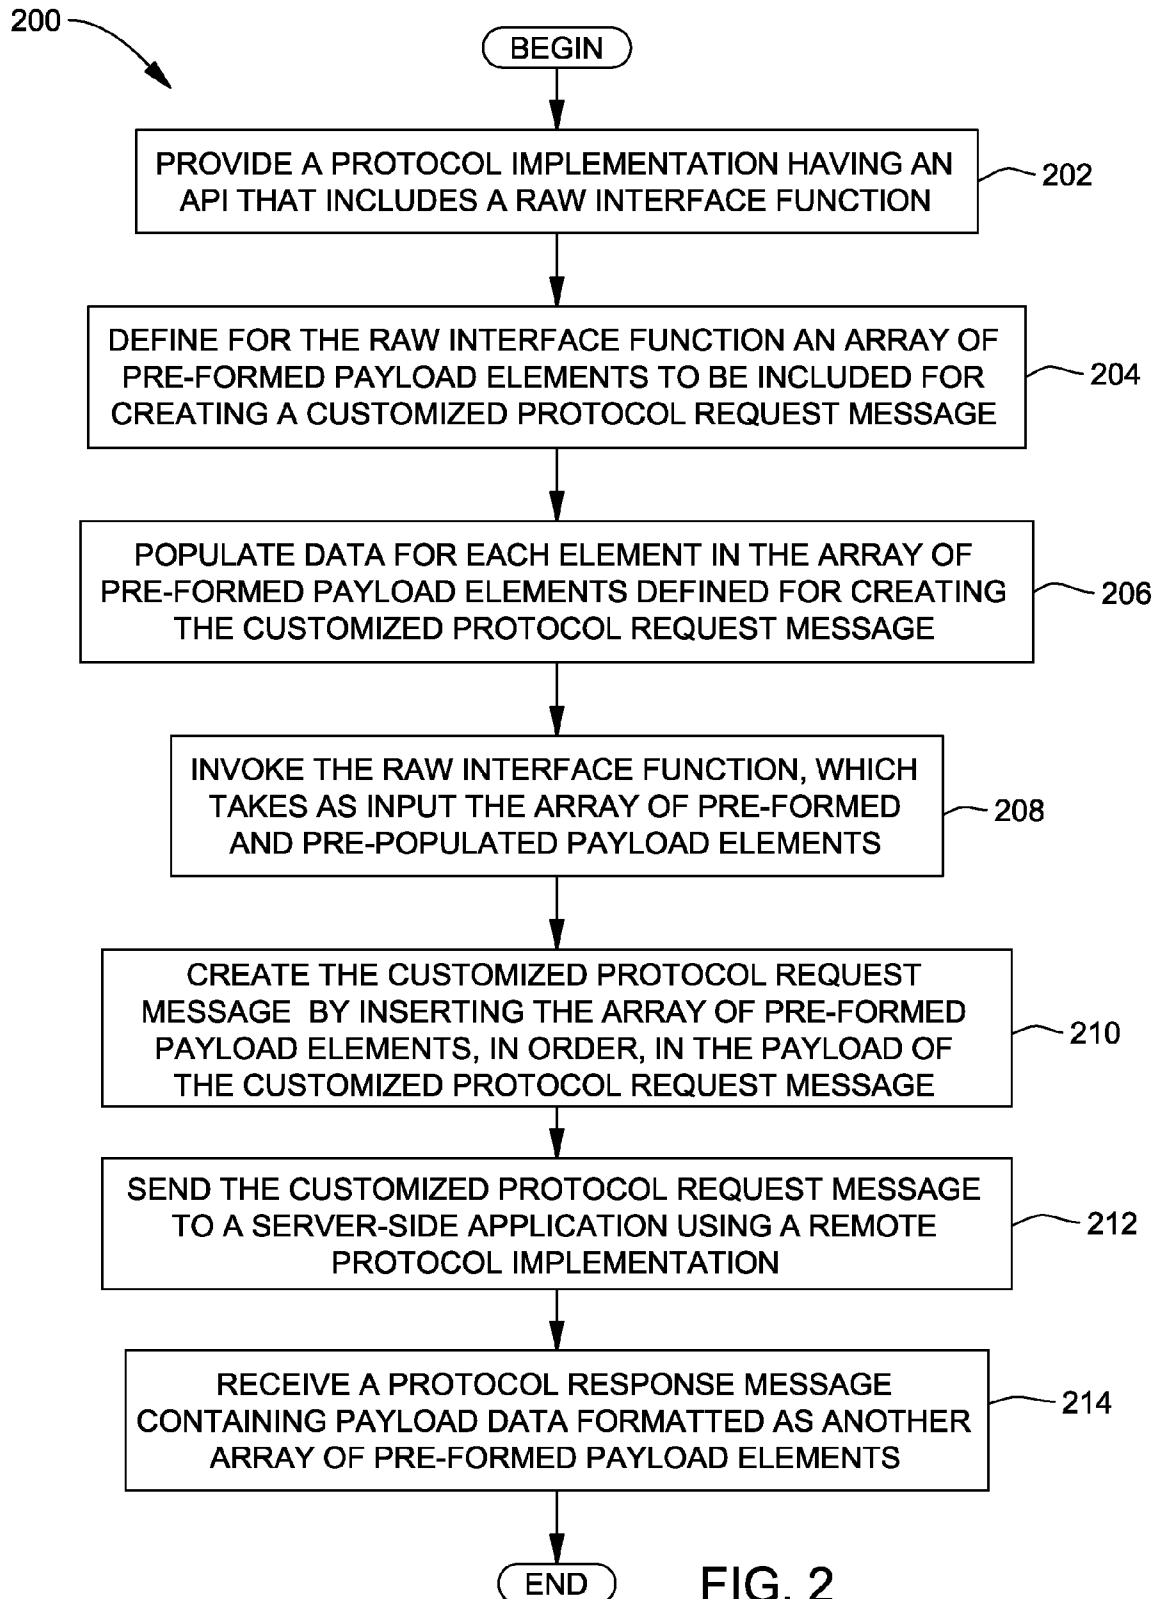 200
BEGIN
PROVIDE A PROTOCOL IMPLEMENTATION HAVING AN
API THAT INCLUDES A RAW INTERFACE FUNCTION
202
DEFINE FOR THE RAW INTERFACE FUNCTION AN ARRAY OF
PRE-FORMED PAYLOAD ELEMENTS TO BE INCLUDED FOR
CREATING A CUSTOMIZED PROTOCOL REQUEST MESSAGE
204
POPULATE DATA FOR EACH ELEMENT IN THE ARRAY OF
PRE-FORMED PAYLOAD ELEMENTS DEFINED FOR CREATING
THE CUSTOMIZED PROTOCOL REQUEST MESSAGE
206
INVOKE THE RAW INTERFACE FUNCTION, WHICH
TAKES AS INPUT THE ARRAY OF PRE-FORMED
AND PRE-POPULATED PAYLOAD ELEMENTS
208
CREATE THE CUSTOMIZED PROTOCOL REQUEST
MESSAGE BY INSERTING THE ARRAY OF PRE-FORMED
PAYLOAD ELEMENTS, IN ORDER, IN THE PAYLOAD OF
THE CUSTOMIZED PROTOCOL REQUEST MESSAGE
210
SEND THE CUSTOMIZED PROTOCOL REQUEST MESSAGE
TO A SERVER-SIDE APPLICATION USING A REMOTE
PROTOCOL IMPLEMENTATION
212
RECEIVE A PROTOCOL RESPONSE MESSAGE
CONTAINING PAYLOAD DATA FORMATTED AS ANOTHER
ARRAY OF PRE-FORMED PAYLOAD ELEMENTS
214
END
FIG. 2